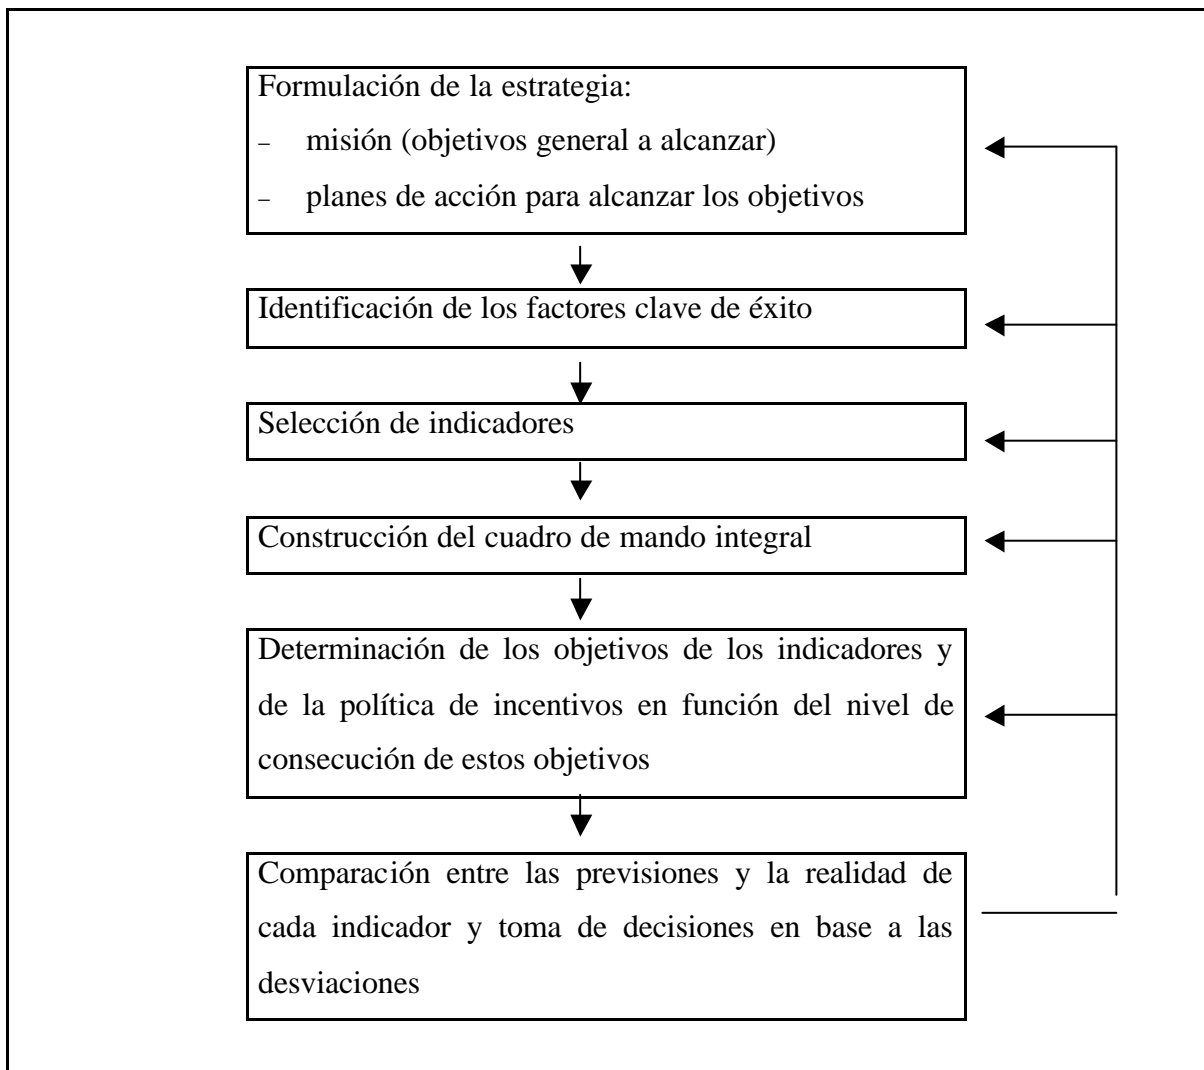 Formulación de la estrategia:
– misión (objetivos general a alcanzar)
– planes de acción para alcanzar los objetivos
Identificación de los factores clave de éxito
Selección de indicadores
Construcción del cuadro de mando integral
Determinación de los objetivos de los indicadores y
de la política de incentivos en función del nivel de
consecución de estos objetivos
Comparación entre las previsiones y la realidad de
cada indicador y toma de decisiones en base a las
desviaciones